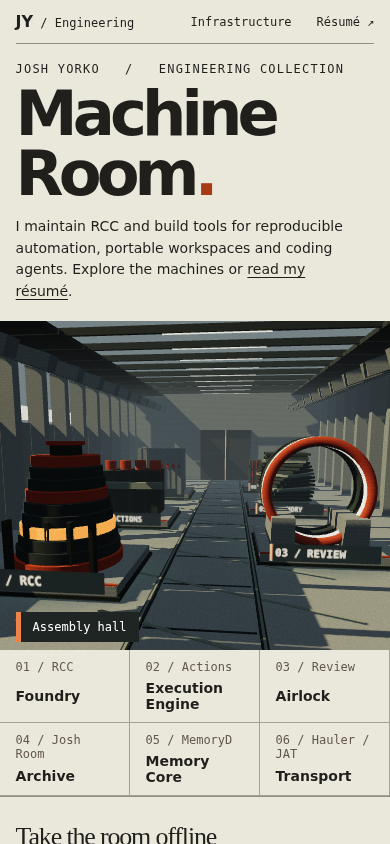 JY / Engineering Infrastructure Résumé ↗
JOSH YORKO / ENGINEERING COLLECTION
Machine
Room.
I maintain RCC and build tools for reproducible
automation, portable workspaces and coding
agents. Explore the machines or read my
résumé.
/ RCC
03 / REVIEW
Assembly hall
01 / RCC
Foundry
02 / Actions
Execution
Engine
03 / Review
Airlock
04 / Josh
Room
Archive
05 / MemoryD
Memory
Core
06 / Hauler /
JAT
Transport
Take the room offline